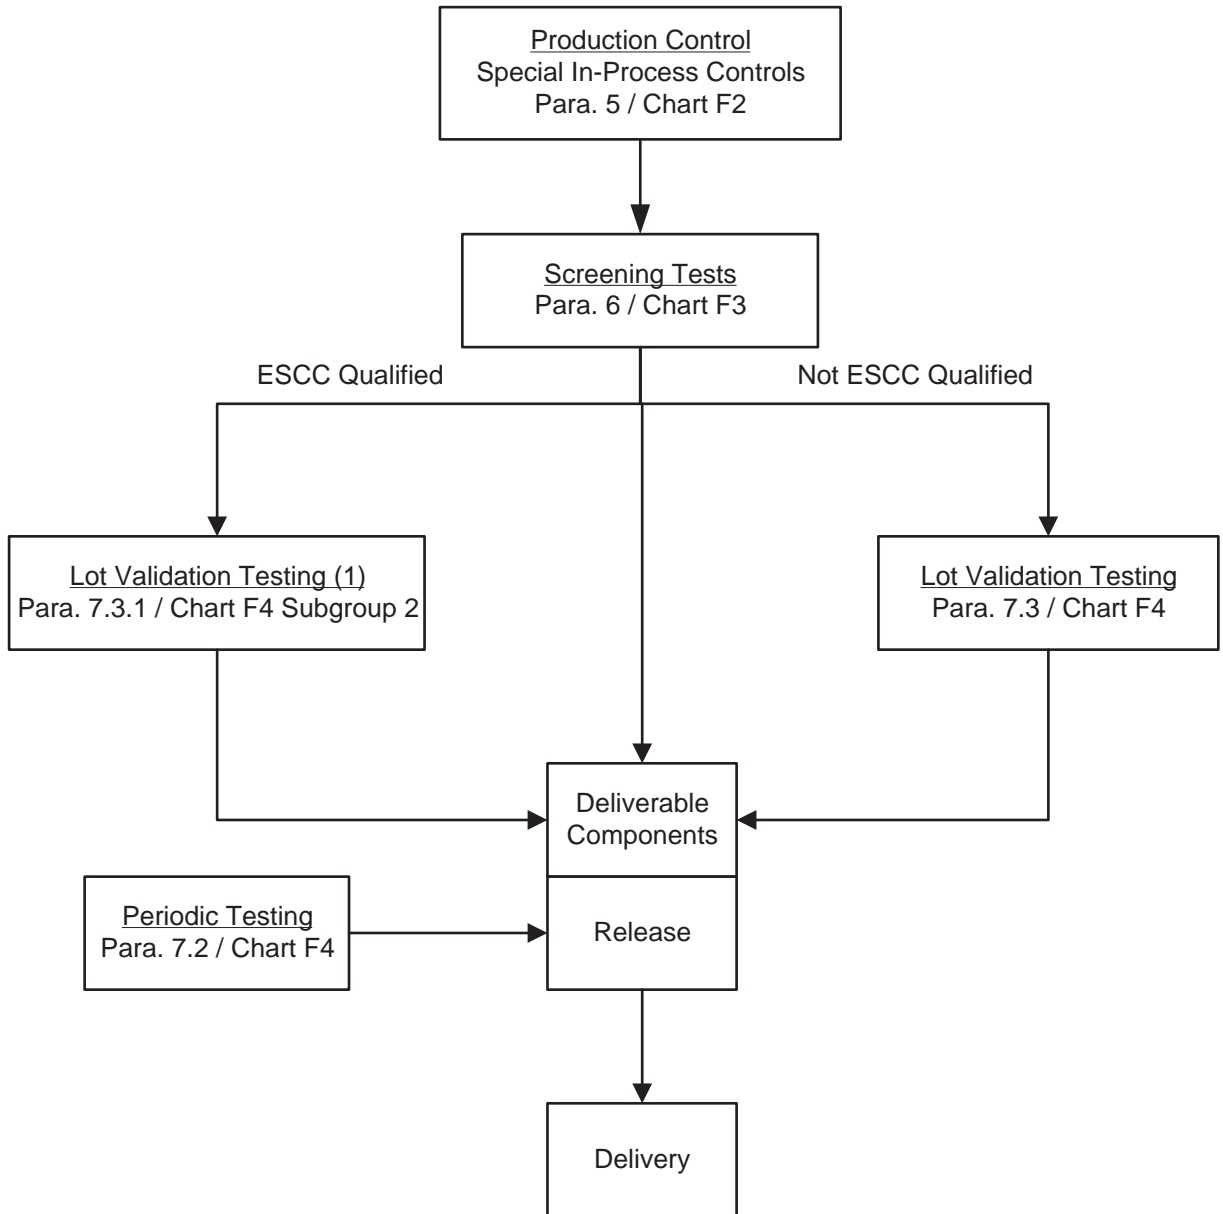 Production Control
Special In-Process Controls
Para. 5 / Chart F2
Screening Tests
Para. 6 / Chart F3
ESCC Qualified
Not ESCC Qualified
Lot Validation Testing (1)
Para. 7.3.1 / Chart F4 Subgroup 2
Lot Validation Testing
Para. 7.3 / Chart F4
Deliverable
Components
Periodic Testing
Para. 7.2 / Chart F4
Release
Delivery